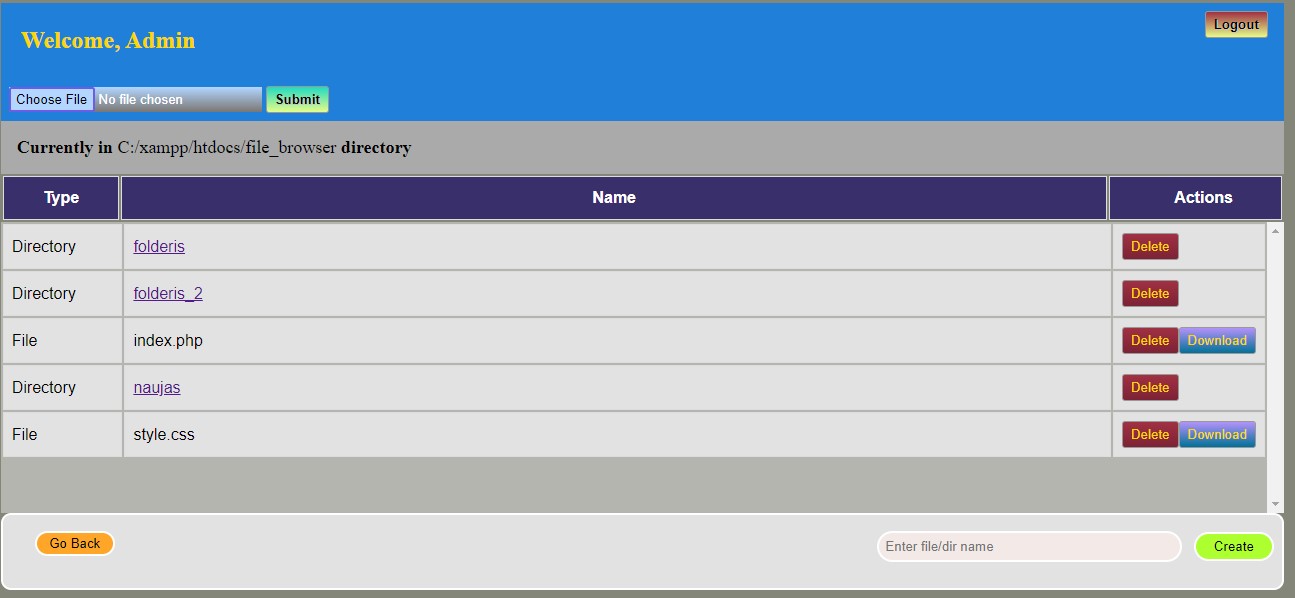 Logout
Welcome, Admin
Choose File No file chosen Submit
Currently in C:/xampp/htdocs/file_browser directory
Type Name Actions
Directory folderis Delete
Directory folderis_2 Delete
File index.php Delete Download
Directory naujas Delete
File style.css Delete Download
Go Back Enter file/dir name Create